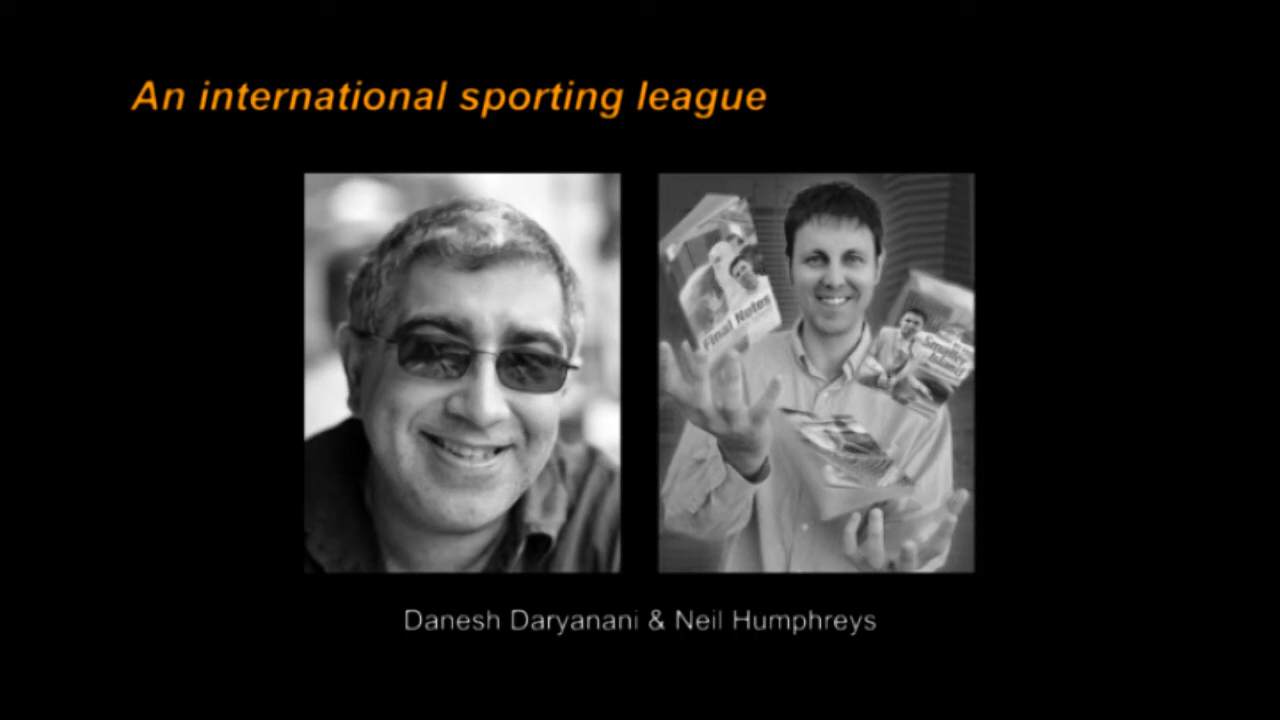 An international sporting league
Final Notes
Danesh Daryanani & Neil Humphreys